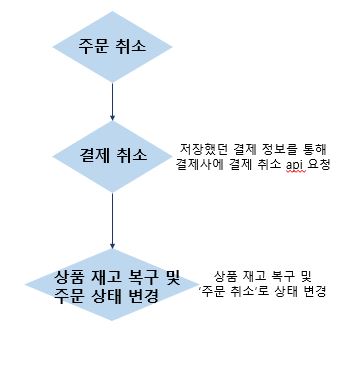 주문 취소
결제 취소
저장했던 결제 정보를 통해
결제사에 결제 취소 api 요청
상품 재고 복구 및
주문 상태 변경
상품 재고 복구 및
‘주문 취소’로 상태 변경